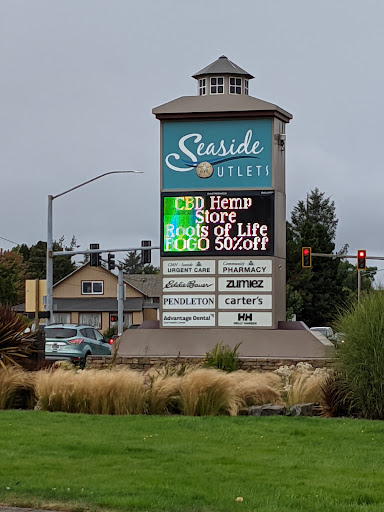 Seaside
OUTLETS
CBD Hemp
Store
Roots of Life
POGO 50%off
URGENT CARE
PHARMACY
Eddie Bauer
zumiez
PENDLETON
carter's
Advantage Dental
HH
HELLY HANSEN